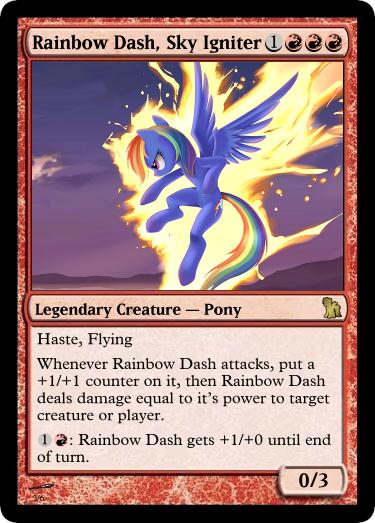 Rainbow Dash, Sky Igniter 1
Legendary Creature — Pony
Haste, Flying
Whenever Rainbow Dash attacks, put a
+1/+1 counter on it, then Rainbow Dash
deals damage equal to it's power to target
creature or player.
1 : Rainbow Dash gets +1/+0 until end
of turn.
0/3